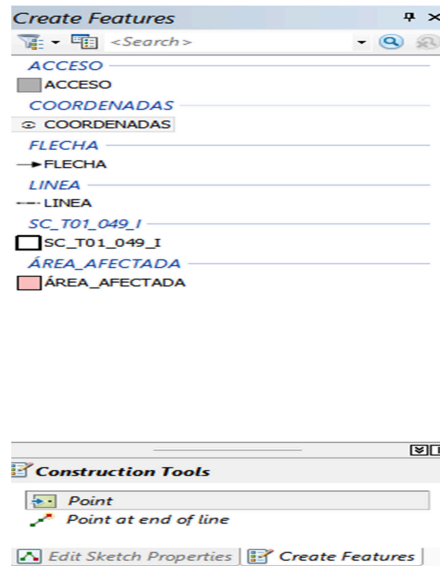 Create Features
<Search>
ACCESO
ACCESO
COORDENADAS
COORDENADAS
FLECHA
FLECHA
LINEA
LINEA
SC_T01_049_I
SC_T01_049_I
ÁREA_AFECTADA
ÁREA_AFECTADA
Construction Tools
Point
Point at end of line
Edit Sketch Properties Create Features